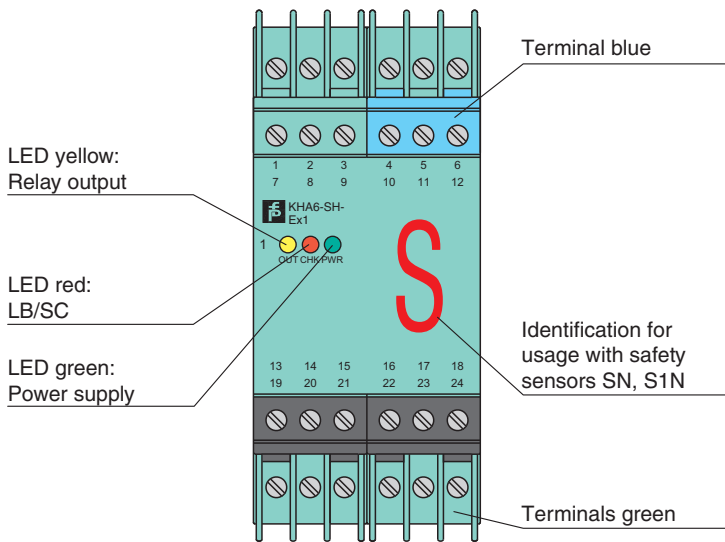 Terminal blue
LED yellow:
Relay output
1 2 3 4 5 6
7 8 9 10 11 12
KHA6-SH-
Ex1
1
OUT CHK PWR
S
LED red:
LB/SC
Identification for
usage with safety
sensors SN, S1N
LED green:
Power supply
13 14 15 16 17 18
19 20 21 22 23 24
Terminals green